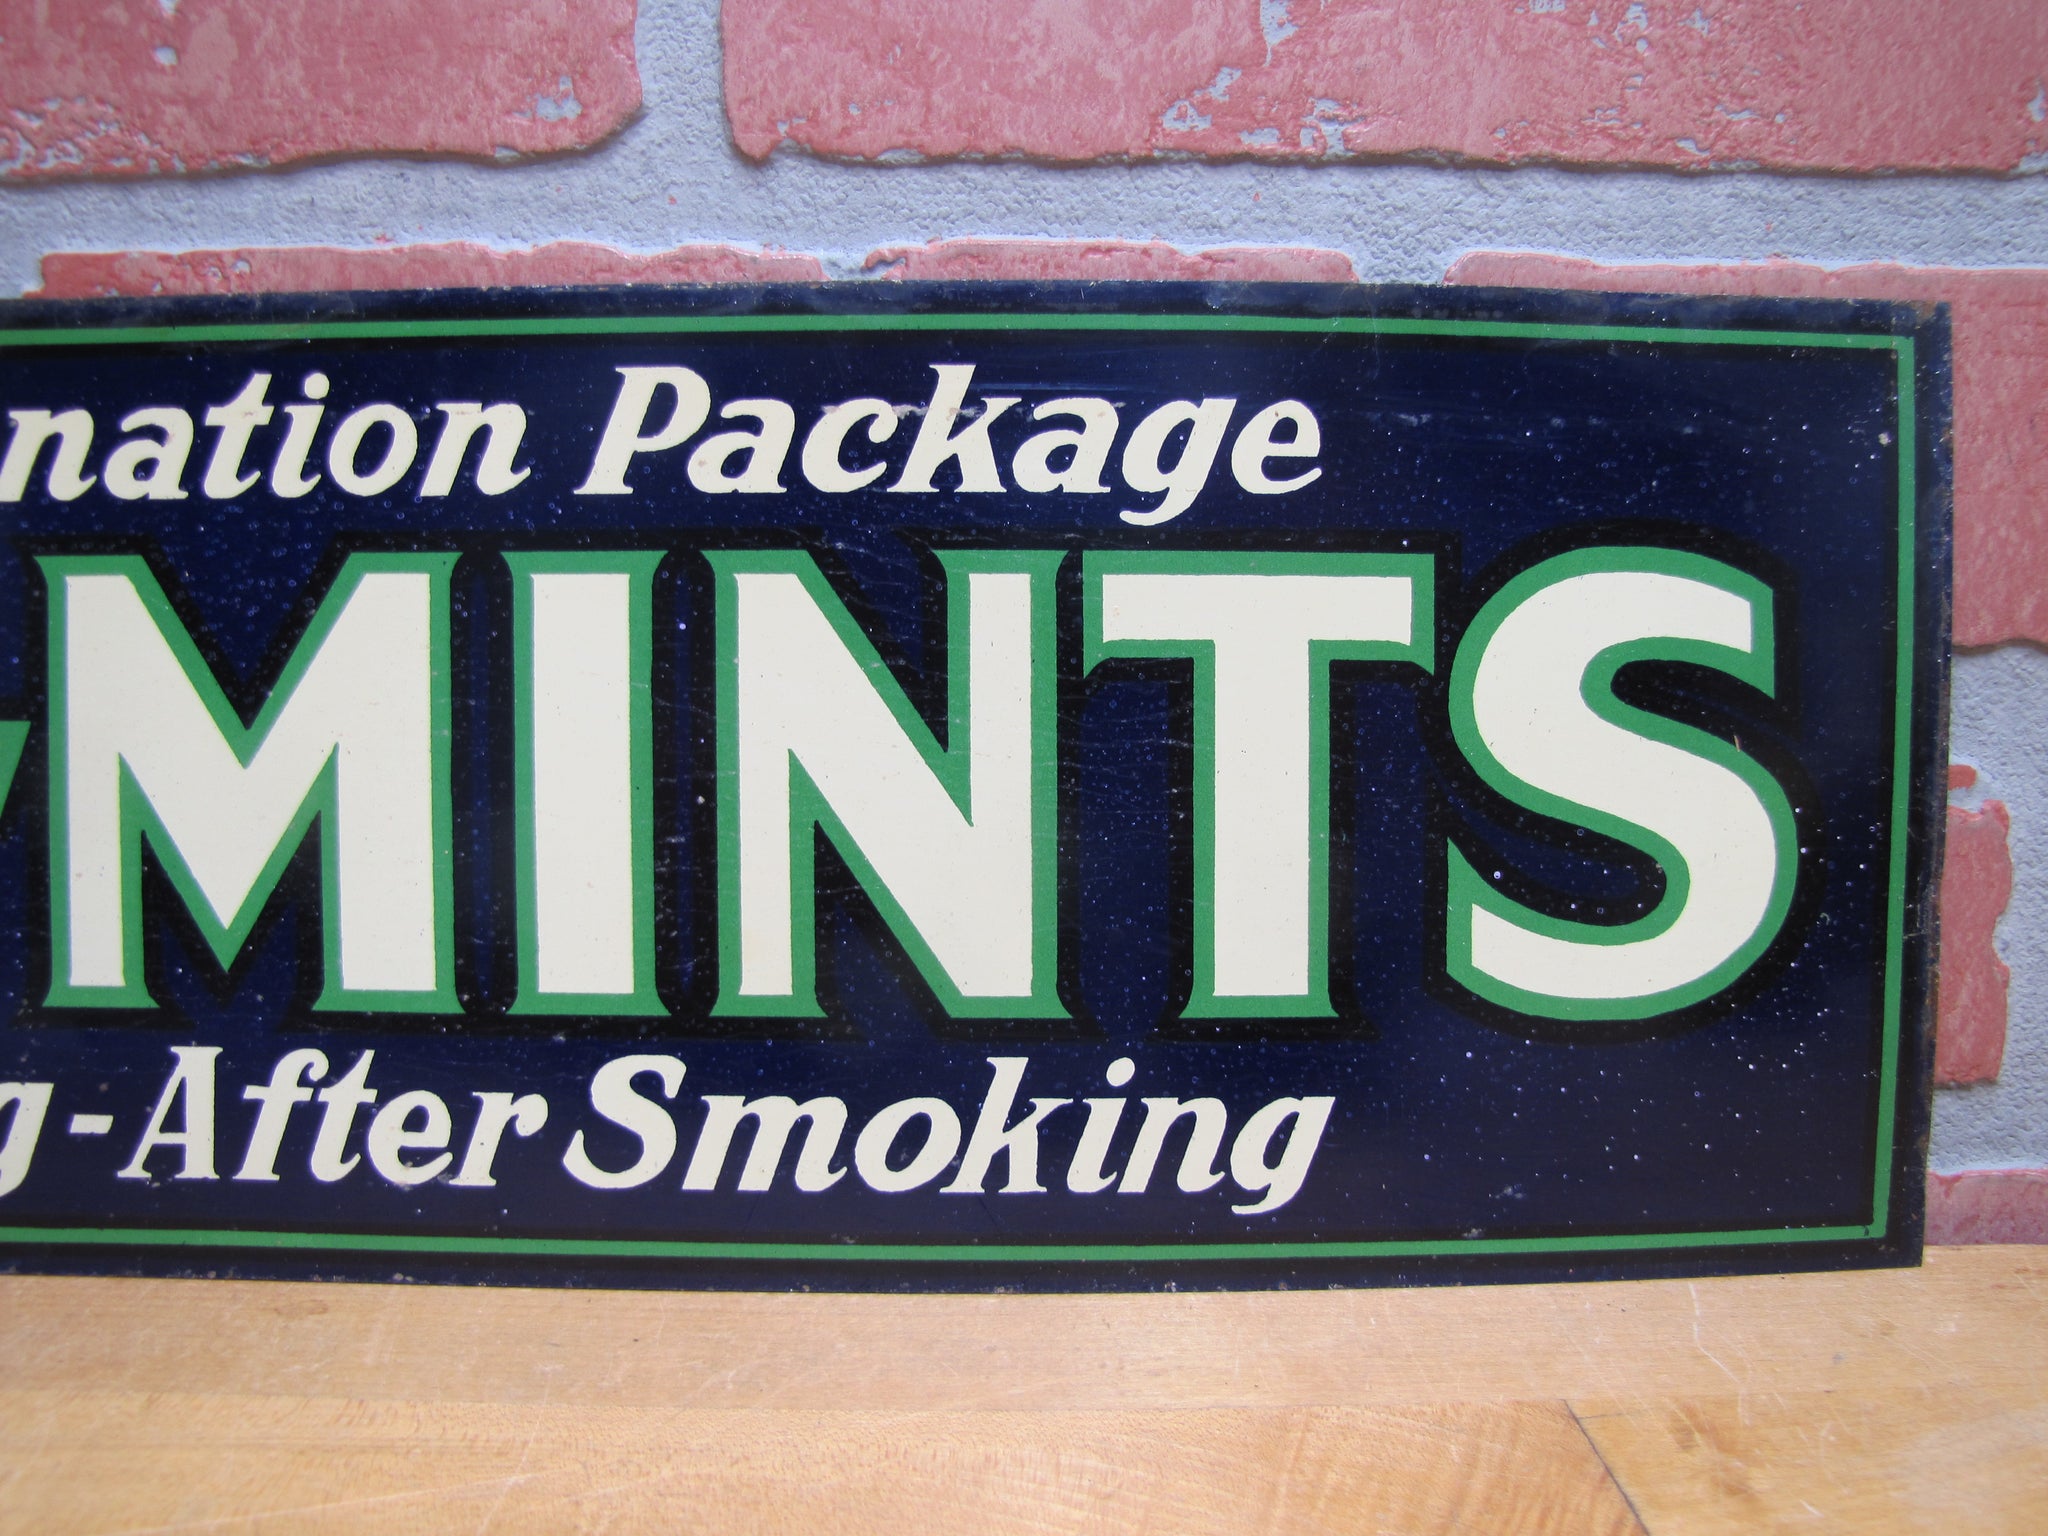 nation Package
MINTS
g-After Smoking